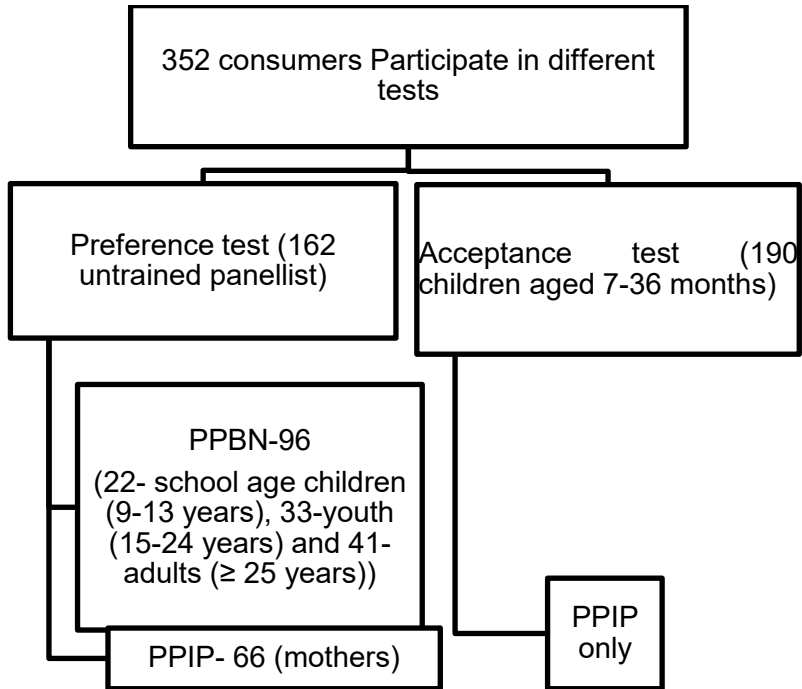 352 consumers Participate in different
tests
Preference test (162
untrained panellist)
Acceptance test (190
children aged 7-36 months)
PPBN-96
(22- school age children
(9-13 years), 33-youth
(15-24 years) and 41-
adults (≥ 25 years))
PPIP- 66 (mothers)
PPIP
only